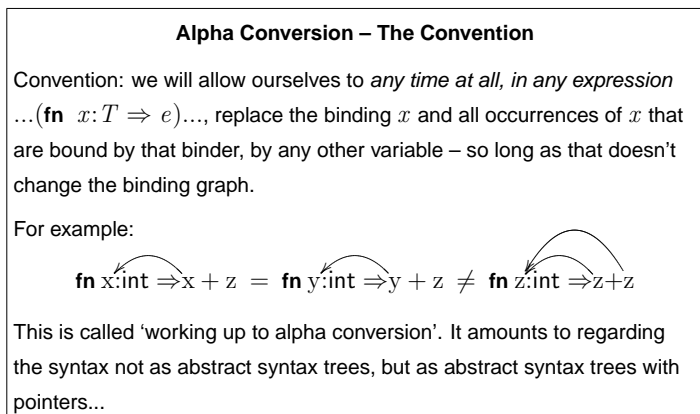 Alpha Conversion – The Convention
Convention: we will allow ourselves to any time at all, in any expression
...(fn x:T ⇒ e)..., replace the binding x and all occurrences of x that
are bound by that binder, by any other variable – so long as that doesn't
change the binding graph.
For example:
fn x:int ⇒x + z = fn y:int ⇒y + z ≠ fn z:int ⇒z+z
This is called ‘working up to alpha conversion’. It amounts to regarding
the syntax not as abstract syntax trees, but as abstract syntax trees with
pointers...